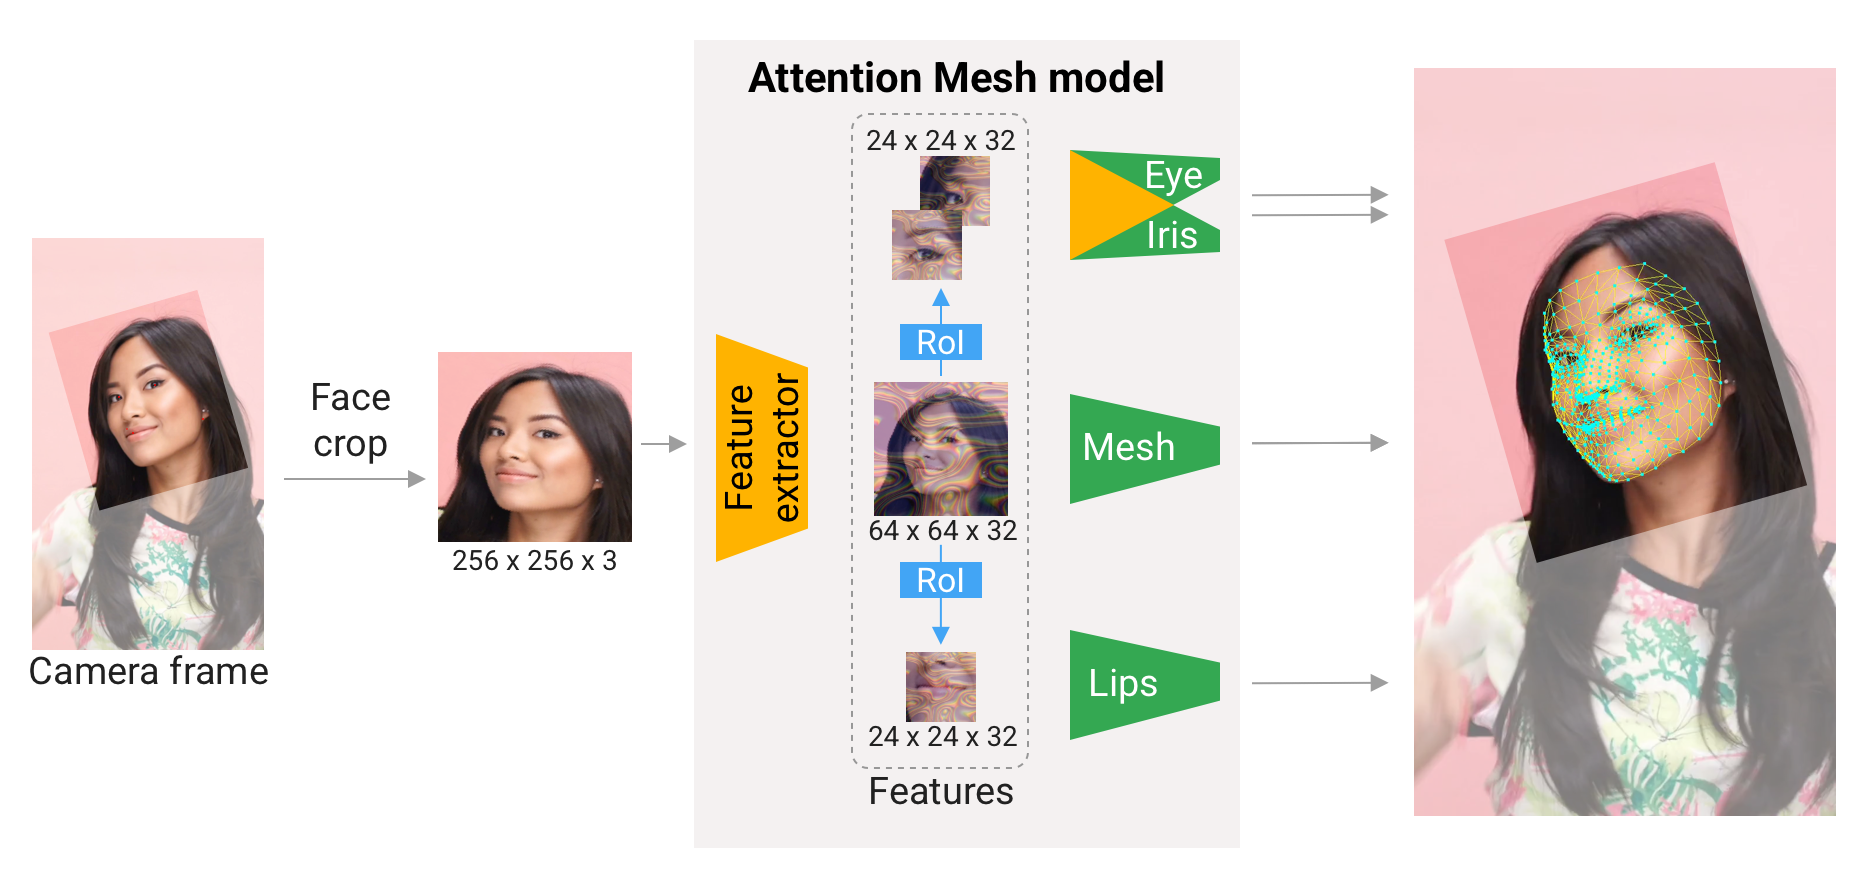 Attention Mesh model
24 x 24 x 32
Eye
Iris
RoI
Face
crop
Feature
extractor
Mesh
64 x 64 x 32
256 x 256 x 3
RoI
Camera frame
Lips
24 x 24 x 32
Features